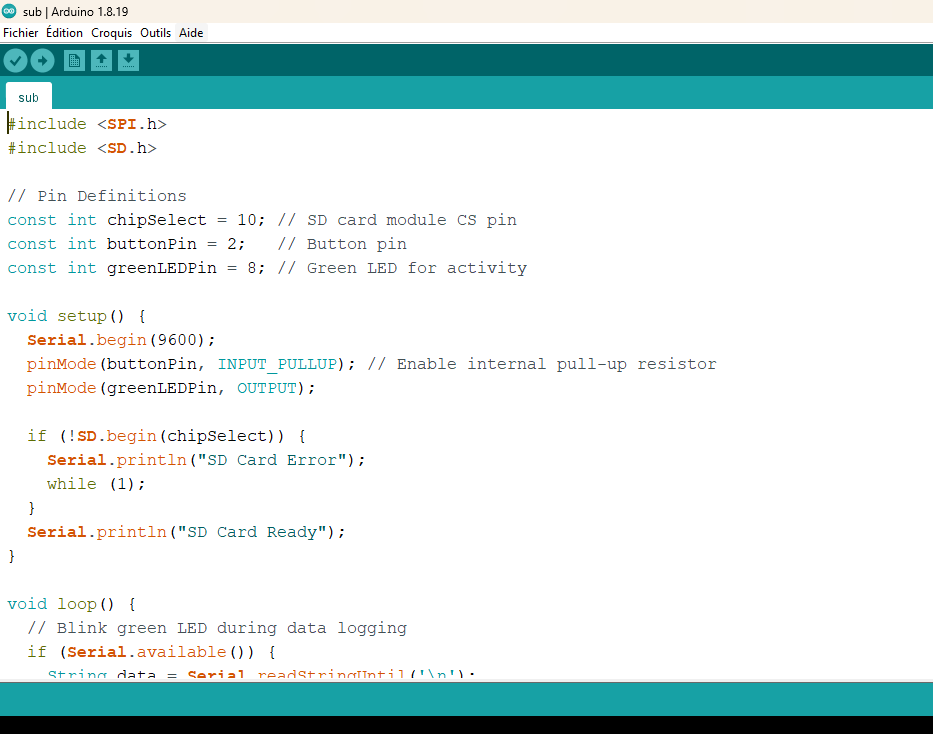 sub | Arduino 1.8.19
Fichier Édition Croquis Outils Aide
sub
#include <SPI.h>
#include <SD.h>
// Pin Definitions
const int chipSelect = 10; // SD card module CS pin
const int buttonPin = 2;   // Button pin
const int greenLEDPin = 8; // Green LED for activity
void setup() {
  Serial.begin(9600);
  pinMode(buttonPin, INPUT_PULLUP); // Enable internal pull-up resistor
  pinMode(greenLEDPin, OUTPUT);
  if (!SD.begin(chipSelect)) {
    Serial.println("SD Card Error");
    while (1);
  }
  Serial.println("SD Card Ready");
}
void loop() {
  // Blink green LED during data logging
  if (Serial.available()) {
    String data = Serial.readStringUntil('\n');